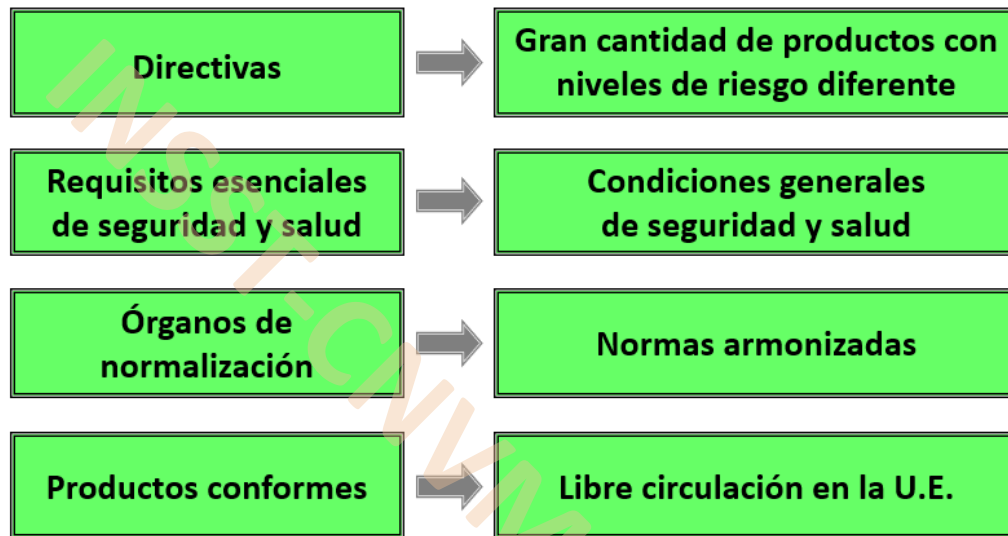 Directivas
Gran cantidad de productos con
niveles de riesgo diferente
Requisitos esenciales
de seguridad y salud
Condiciones generales
de seguridad y salud
Órganos de
normalización
Normas armonizadas
Productos conformes
Libre circulación en la U.E.
INSST-CNVM